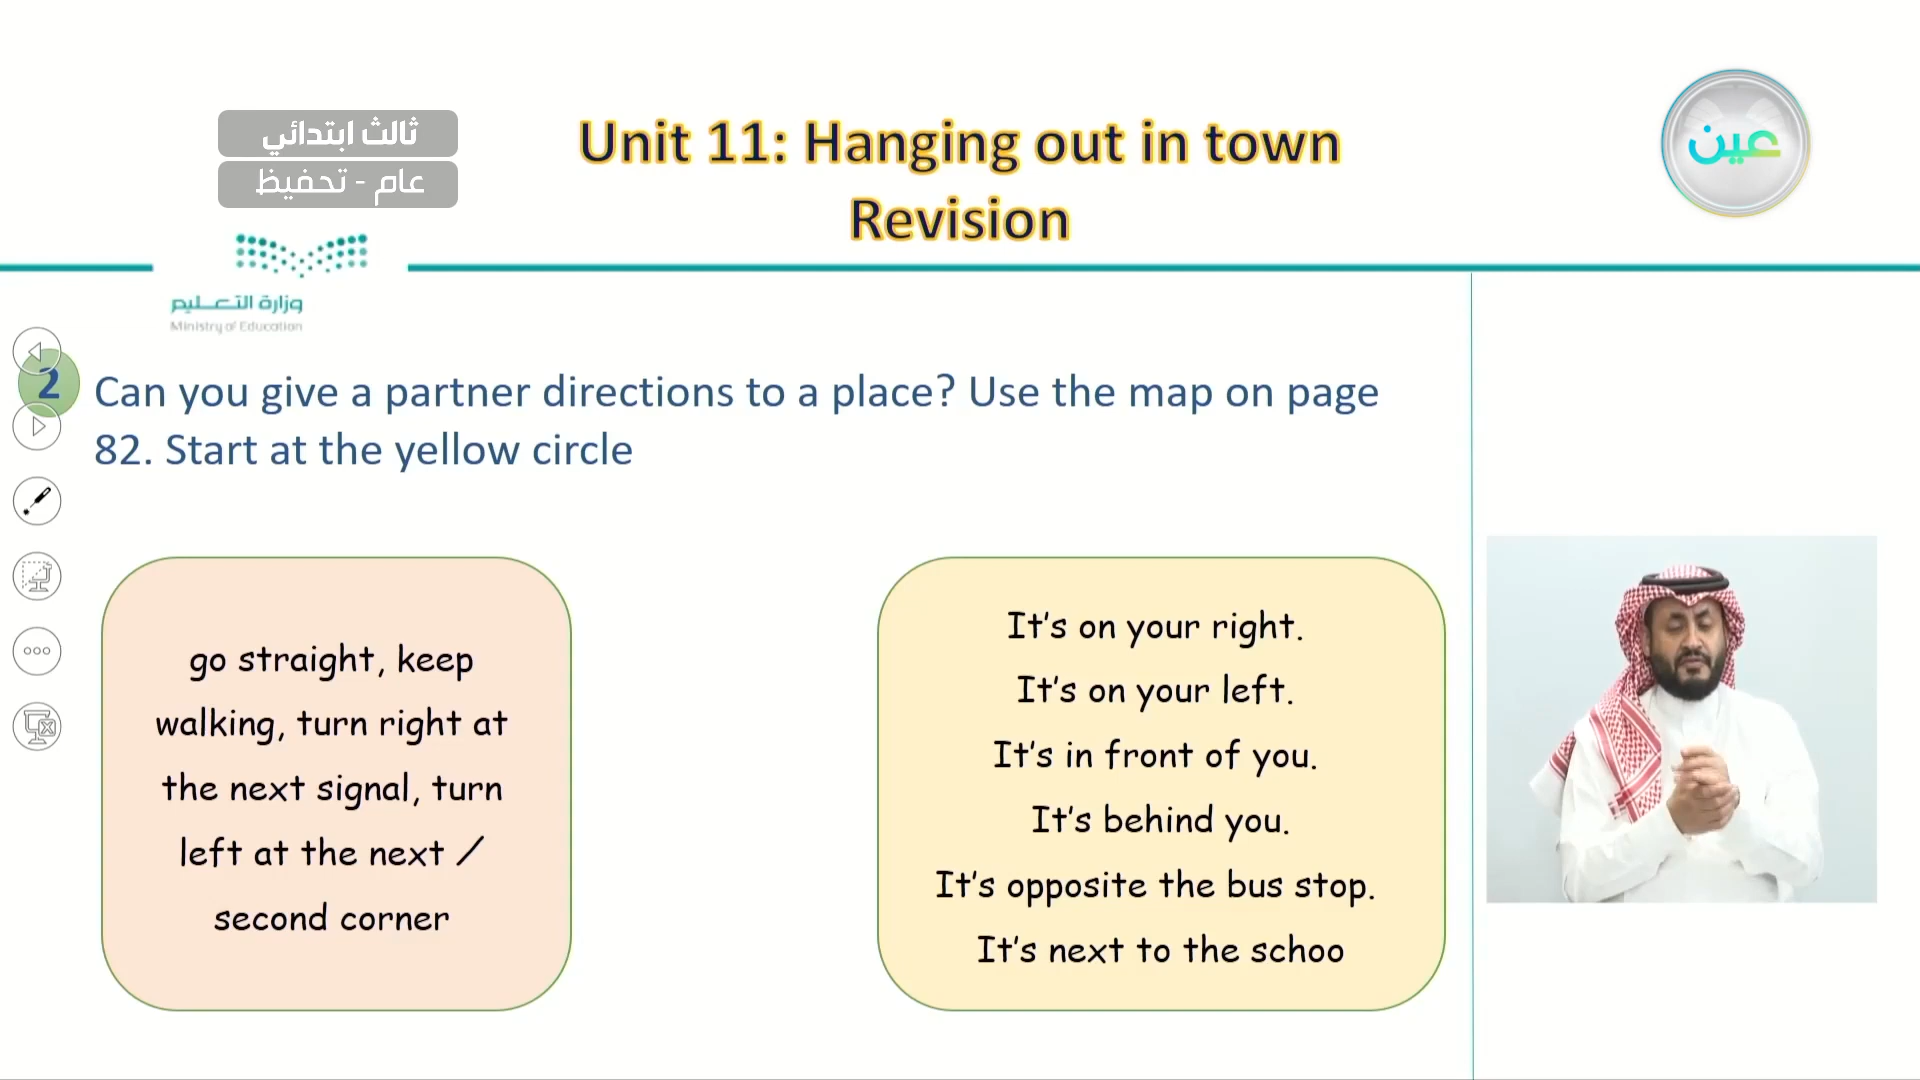 ثالث ابتدائي
عام - تحفيظ
Unit 11: Hanging out in town
Revision
عين
وزارة التعليم
Ministry of Education
2
Can you give a partner directions to a place? Use the map on page
82. Start at the yellow circle
go straight, keep
walking, turn right at
the next signal, turn
left at the next /
second corner
It's on your right.
It's on your left.
It's in front of you.
It's behind you.
It's opposite the bus stop.
It's next to the schoo